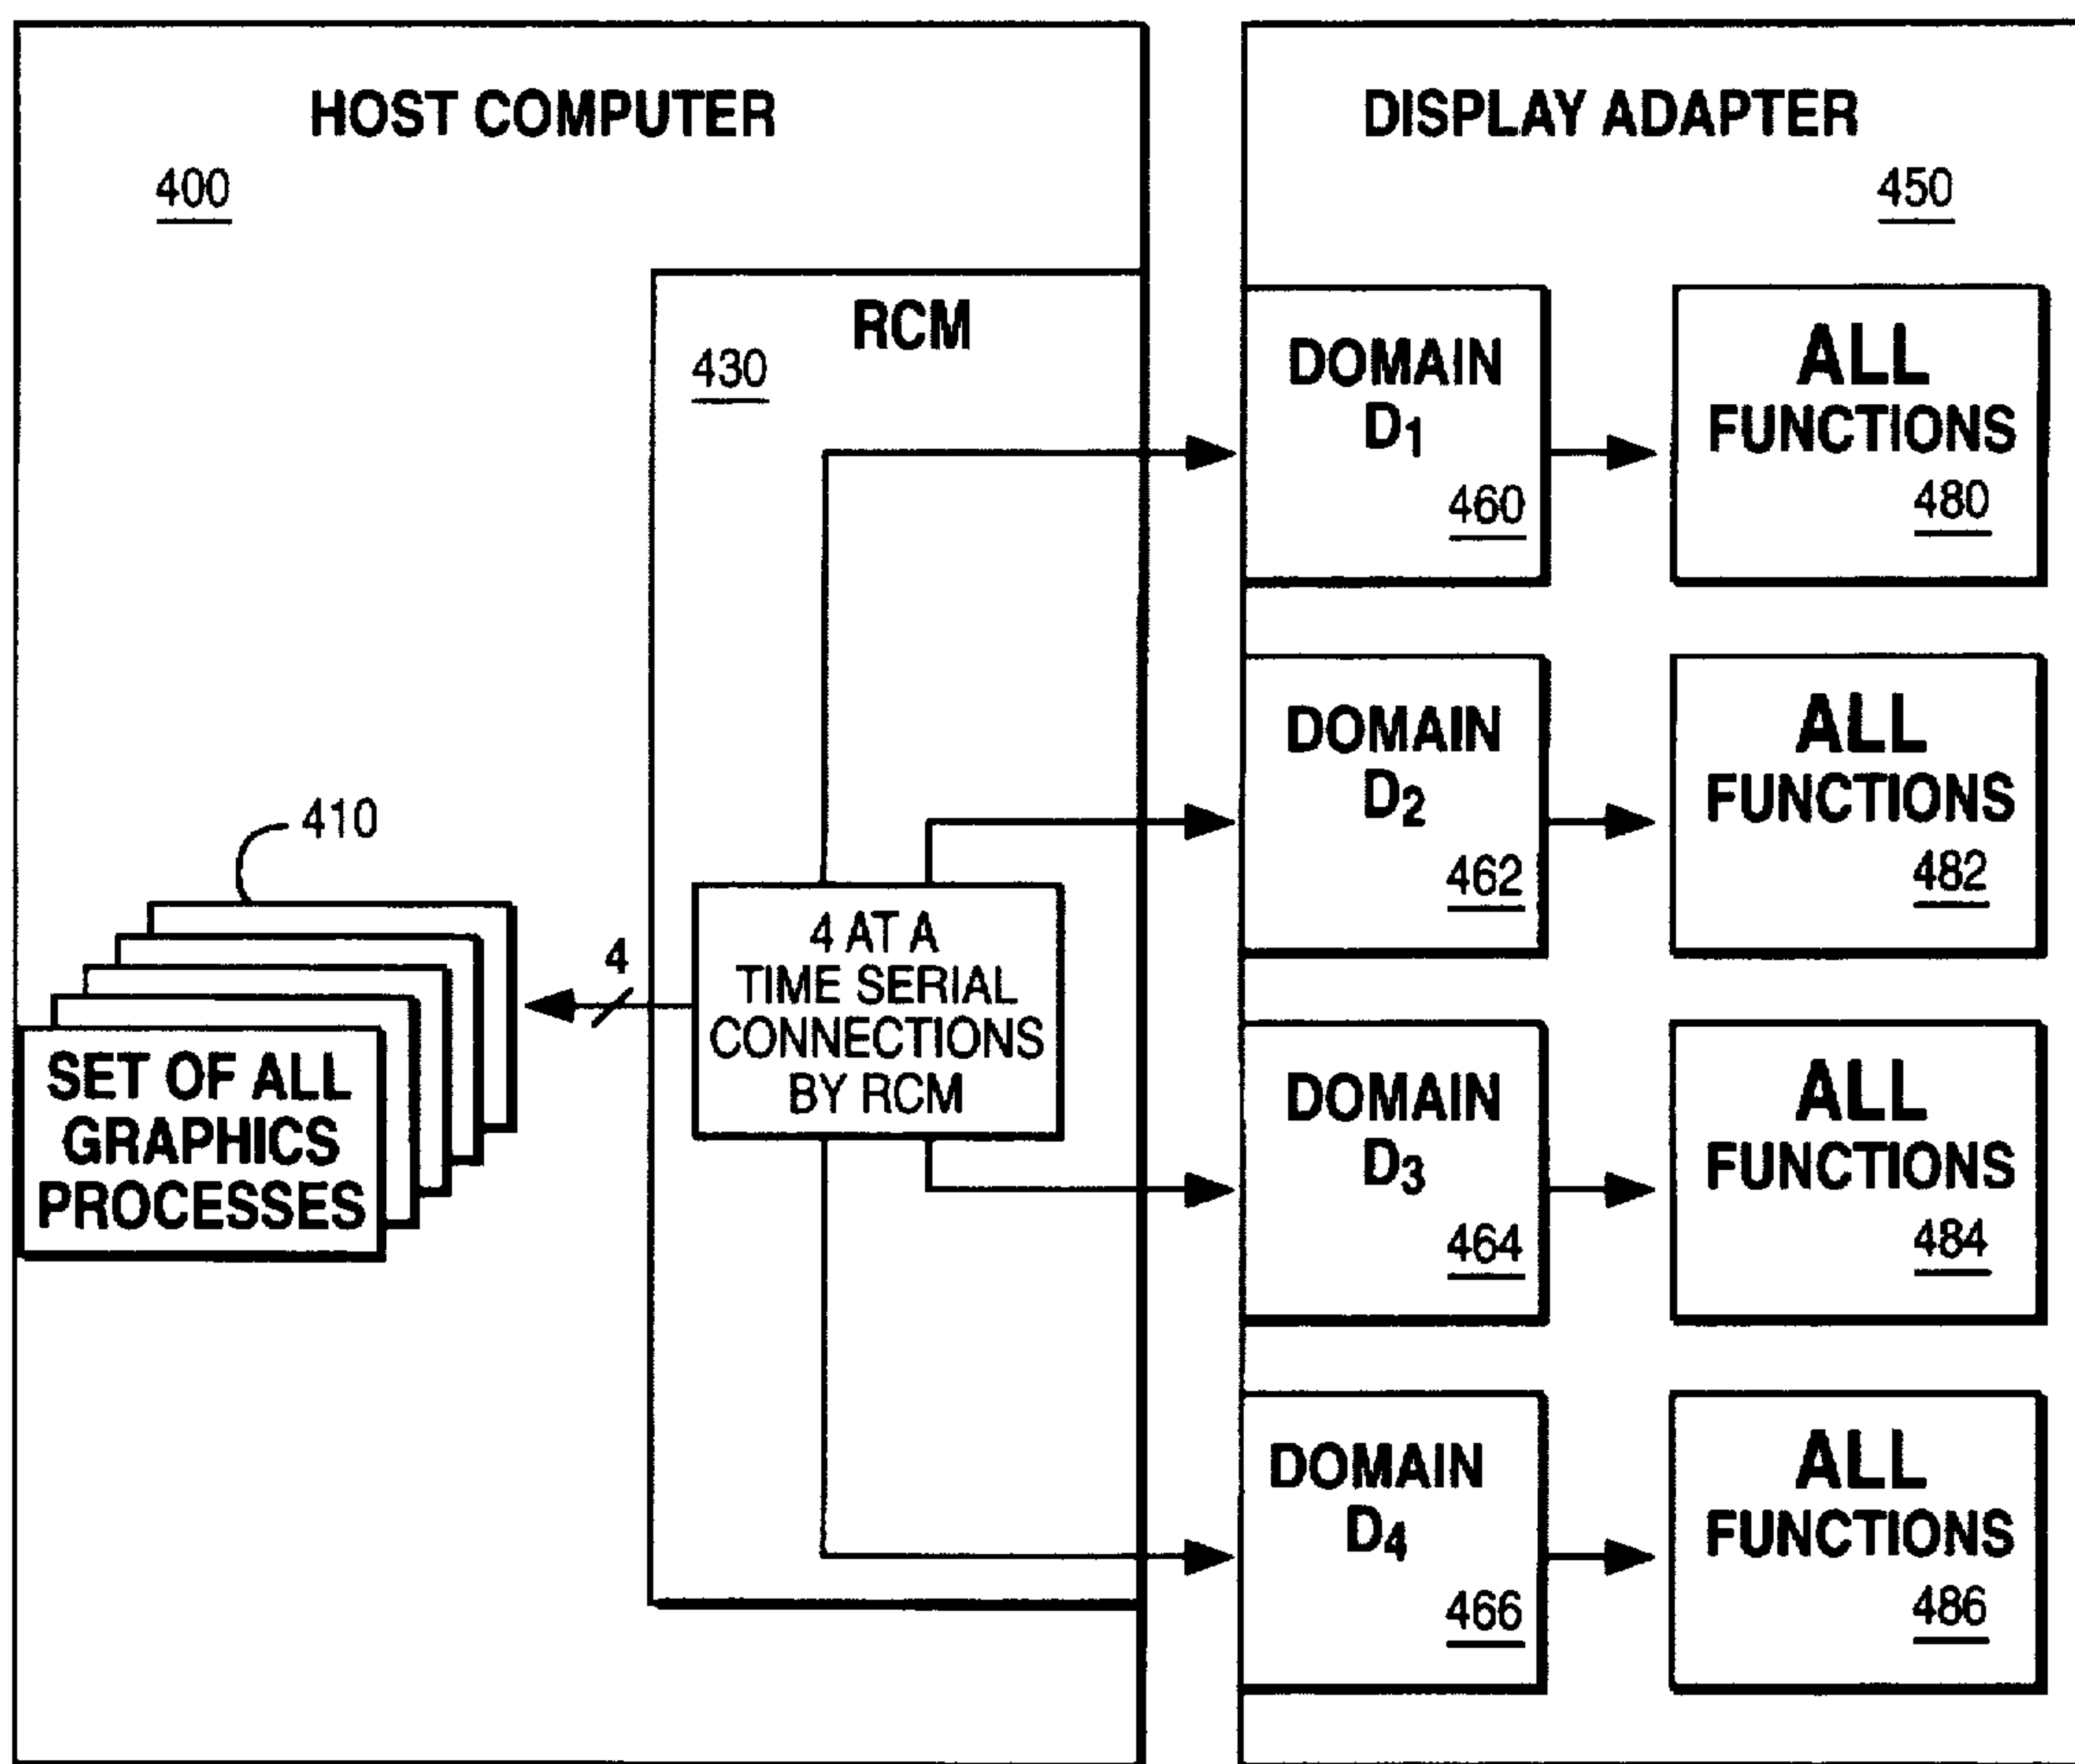 HOST COMPUTER
400
RCM
430
410
4
SET OF ALL
GRAPHICS
PROCESSES
4 AT A
TIME SERIAL
CONNECTIONS
BY RCM
DISPLAY ADAPTER
450
DOMAIN
D1
460
ALL
FUNCTIONS
480
DOMAIN
D2
462
ALL
FUNCTIONS
482
DOMAIN
D3
464
ALL
FUNCTIONS
484
DOMAIN
D4
466
ALL
FUNCTIONS
486